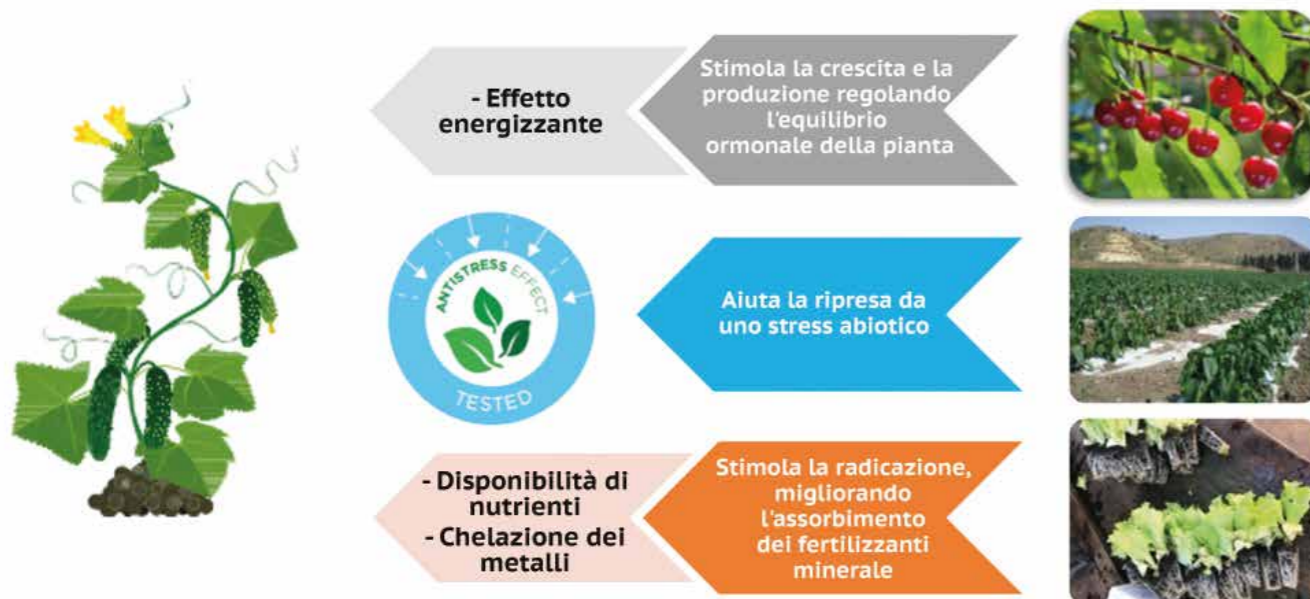 - Effetto
energizzante
Stimola la crescita e la
produzione regolando
l'equilibrio
ormonale della pianta
ANTISTRESS EFFECT
TESTED
Aiuta la ripresa da
uno stress abiotico
- Disponibilità di
nutrienti
- Chelazione dei
metalli
Stimola la radicazione,
migliorando
l'assorbimento
dei fertilizzanti
minerale